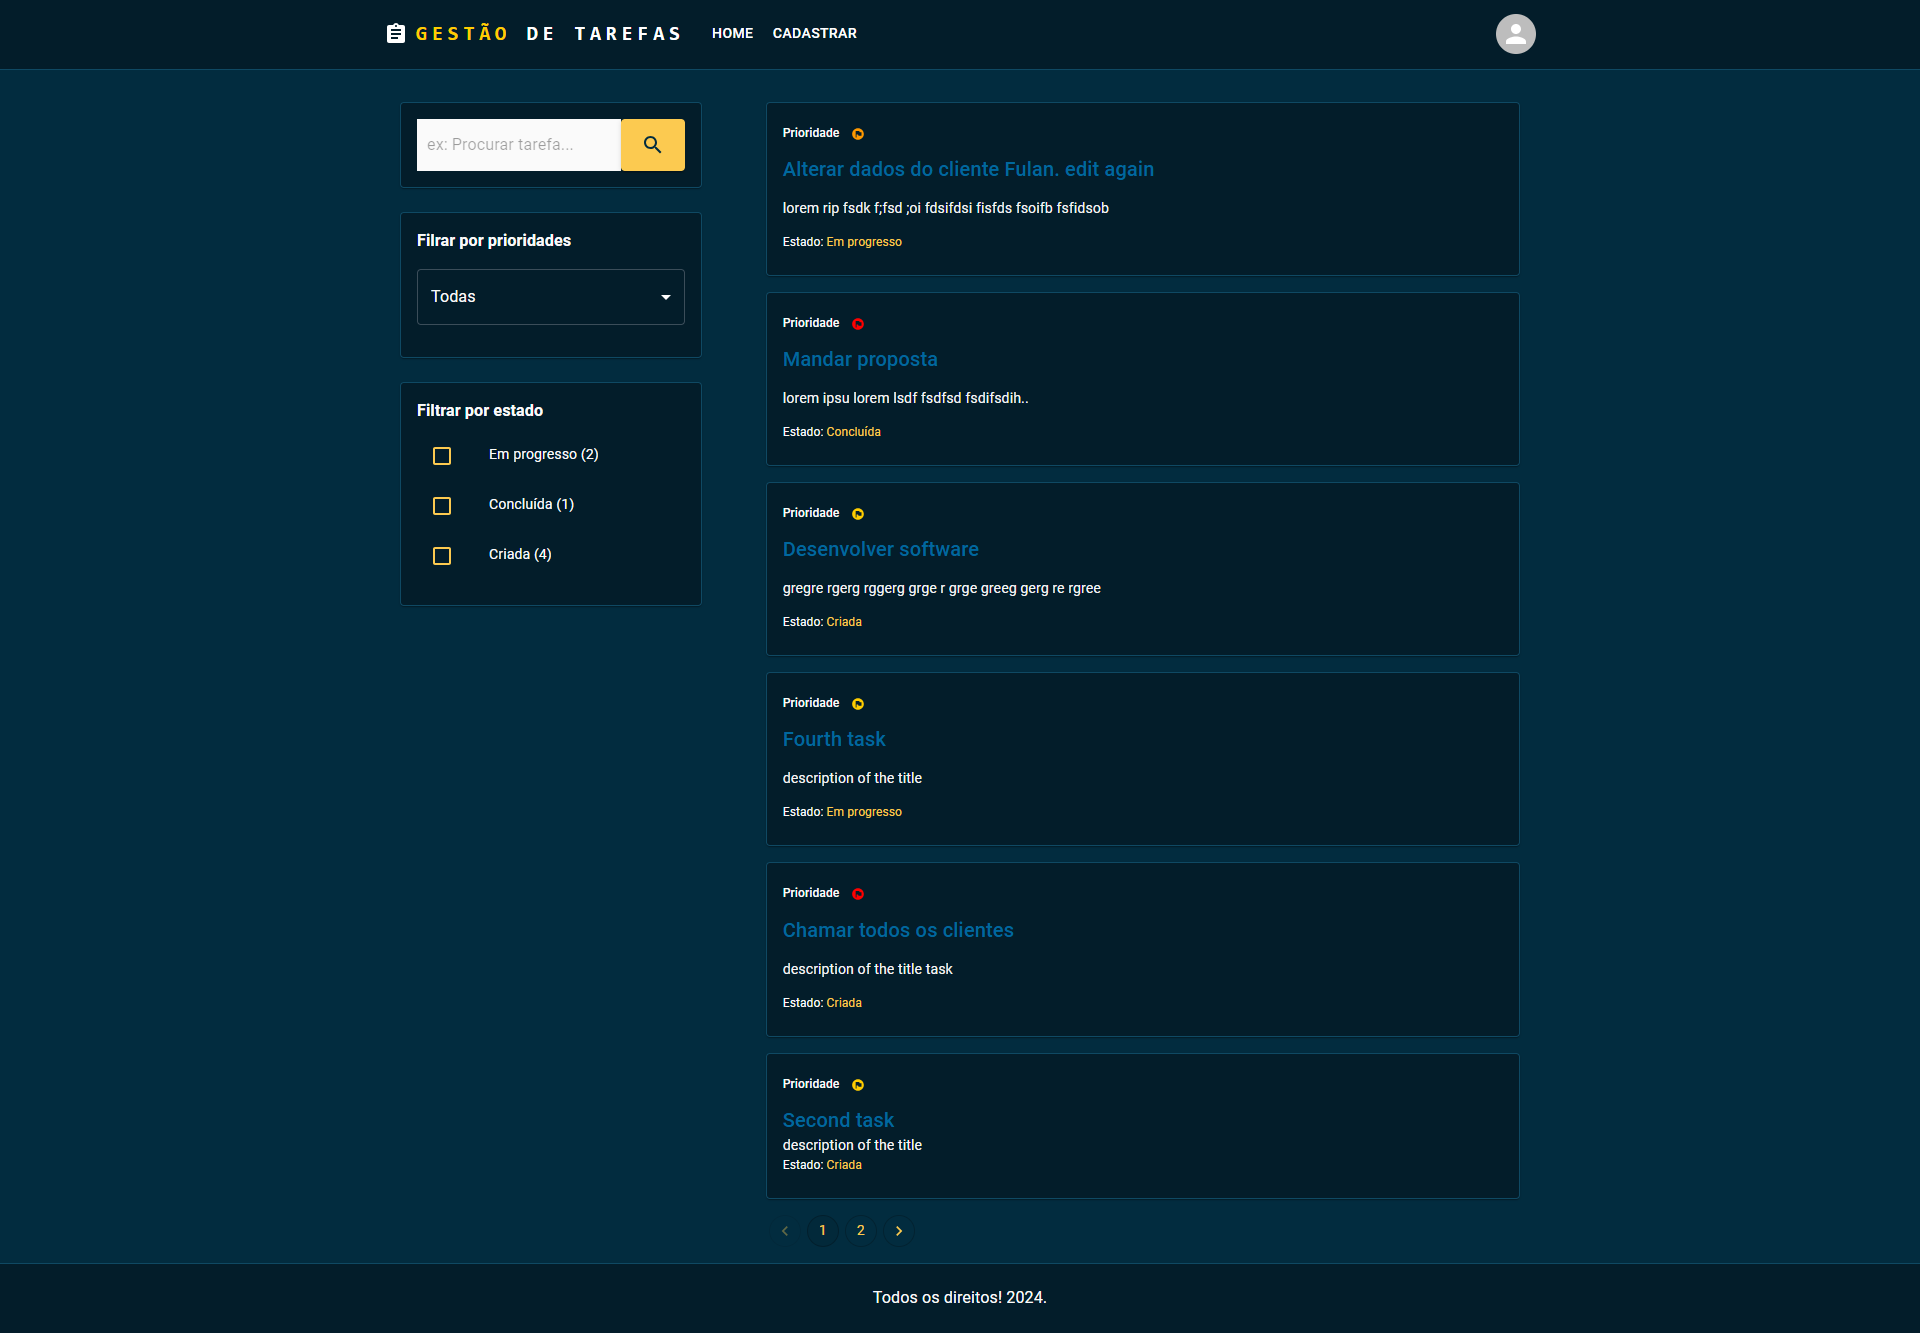 GESTÃO DE TAREFAS HOME CADASTRAR
ex: Procurar tarefa...
Filrar por prioridades
Todas
Filtrar por estado
Em progresso (2)
Concluída (1)
Criada (4)
Prioridade
Alterar dados do cliente Fulan. edit again
lorem rip fsdk f;fsd ;oi fdsifdsi fisfds fsoifb fsfidsob
Estado: Em progresso
Prioridade
Mandar proposta
lorem ipsu lorem lsdf fsdfsd fsdifsdih..
Estado: Concluída
Prioridade
Desenvolver software
gregre rgerg rggerg grge r grge greeg gerg re rgree
Estado: Criada
Prioridade
Fourth task
description of the title
Estado: Em progresso
Prioridade
Chamar todos os clientes
description of the title task
Estado: Criada
Prioridade
Second task
description of the title
Estado: Criada
1 2
Todos os direitos! 2024.